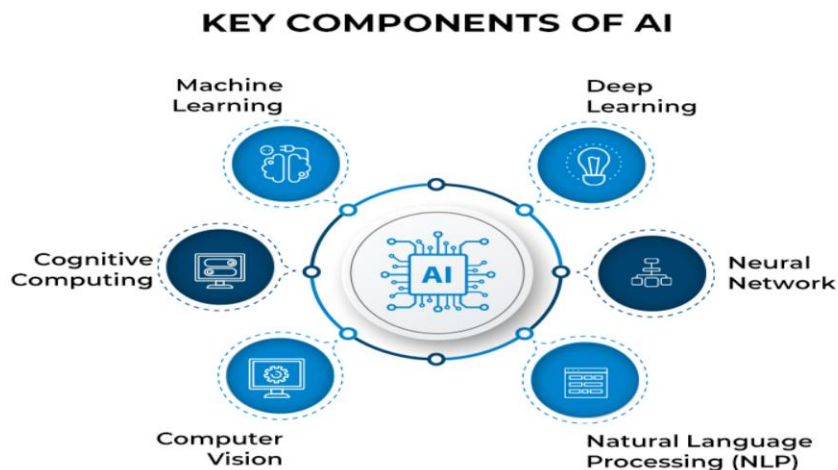 KEY COMPONENTS OF AI
Machine
Learning
Deep
Learning
Cognitive
Computing
AI
Neural
Network
Computer
Vision
Natural Language
Processing (NLP)